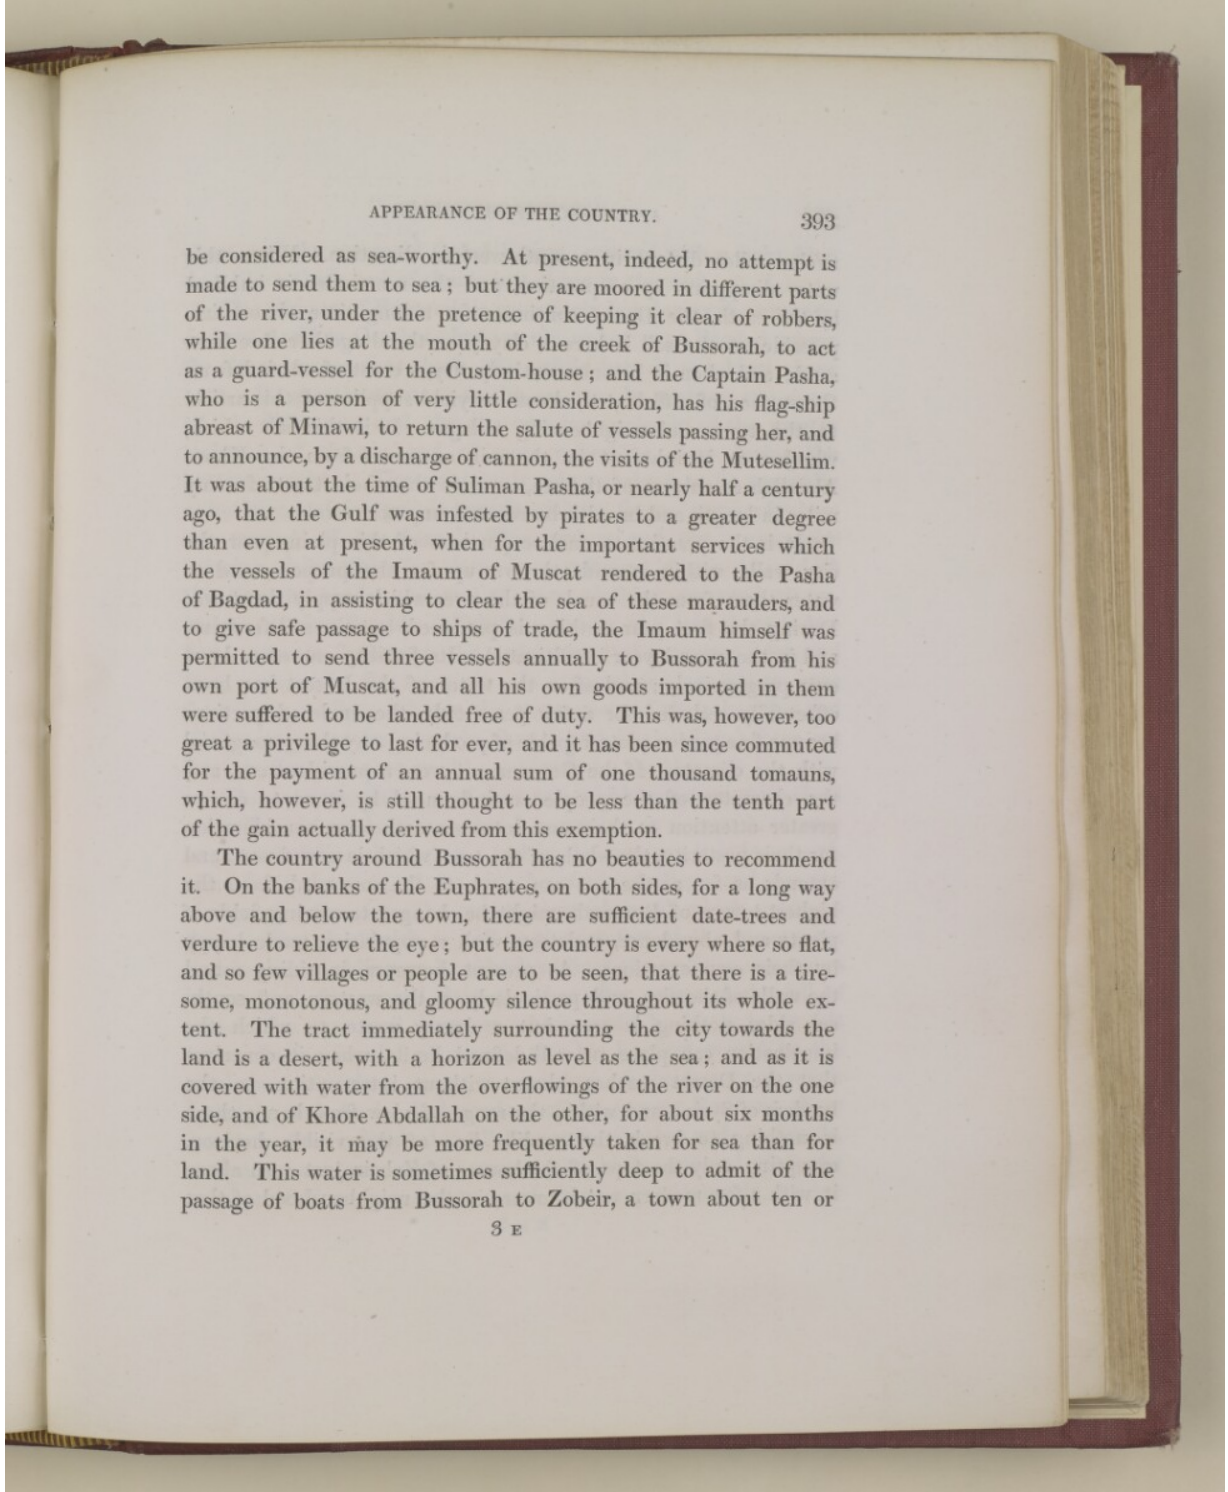 APPEARANCE OF THE COUNTRY. 393
be considered as sea-worthy. At present, indeed, no attempt is
made to send them to sea; but they are moored in different parts
of the river, under the pretence of keeping it clear of robbers,
while one lies at the mouth of the creek of Bussorah, to act
as a guard-vessel for the Custom-house; and the Captain Pasha,
who is a person of very little consideration, has his flag-ship
abreast of Minawi, to return the salute of vessels passing her, and
to announce, by a discharge of cannon, the visits of the Mutesellim.
It was about the time of Suliman Pasha, or nearly half a century
ago, that the Gulf was infested by pirates to a greater degree
than even at present, when for the important services which
the vessels of the Imaum of Muscat rendered to the Pasha
of Bagdad, in assisting to clear the sea of these marauders, and
to give safe passage to ships of trade, the Imaum himself was
permitted to send three vessels annually to Bussorah from his
own port of Muscat, and all his own goods imported in them
were suffered to be landed free of duty. This was, however, too
great a privilege to last for ever, and it has been since commuted
for the payment of an annual sum of one thousand tomauns,
which, however, is still thought to be less than the tenth part
of the gain actually derived from this exemption.
The country around Bussorah has no beauties to recommend
it. On the banks of the Euphrates, on both sides, for a long way
above and below the town, there are sufficient date-trees and
verdure to relieve the eye; but the country is every where so flat,
and so few villages or people are to be seen, that there is a tire-
some, monotonous, and gloomy silence throughout its whole ex-
tent. The tract immediately surrounding the city towards the
land is a desert, with a horizon as level as the sea; and as it is
covered with water from the overflowings of the river on the one
side, and of Khore Abdallah on the other, for about six months
in the year, it may be more frequently taken for sea than for
land. This water is sometimes sufficiently deep to admit of the
passage of boats from Bussorah to Zobeir, a town about ten or
3 E